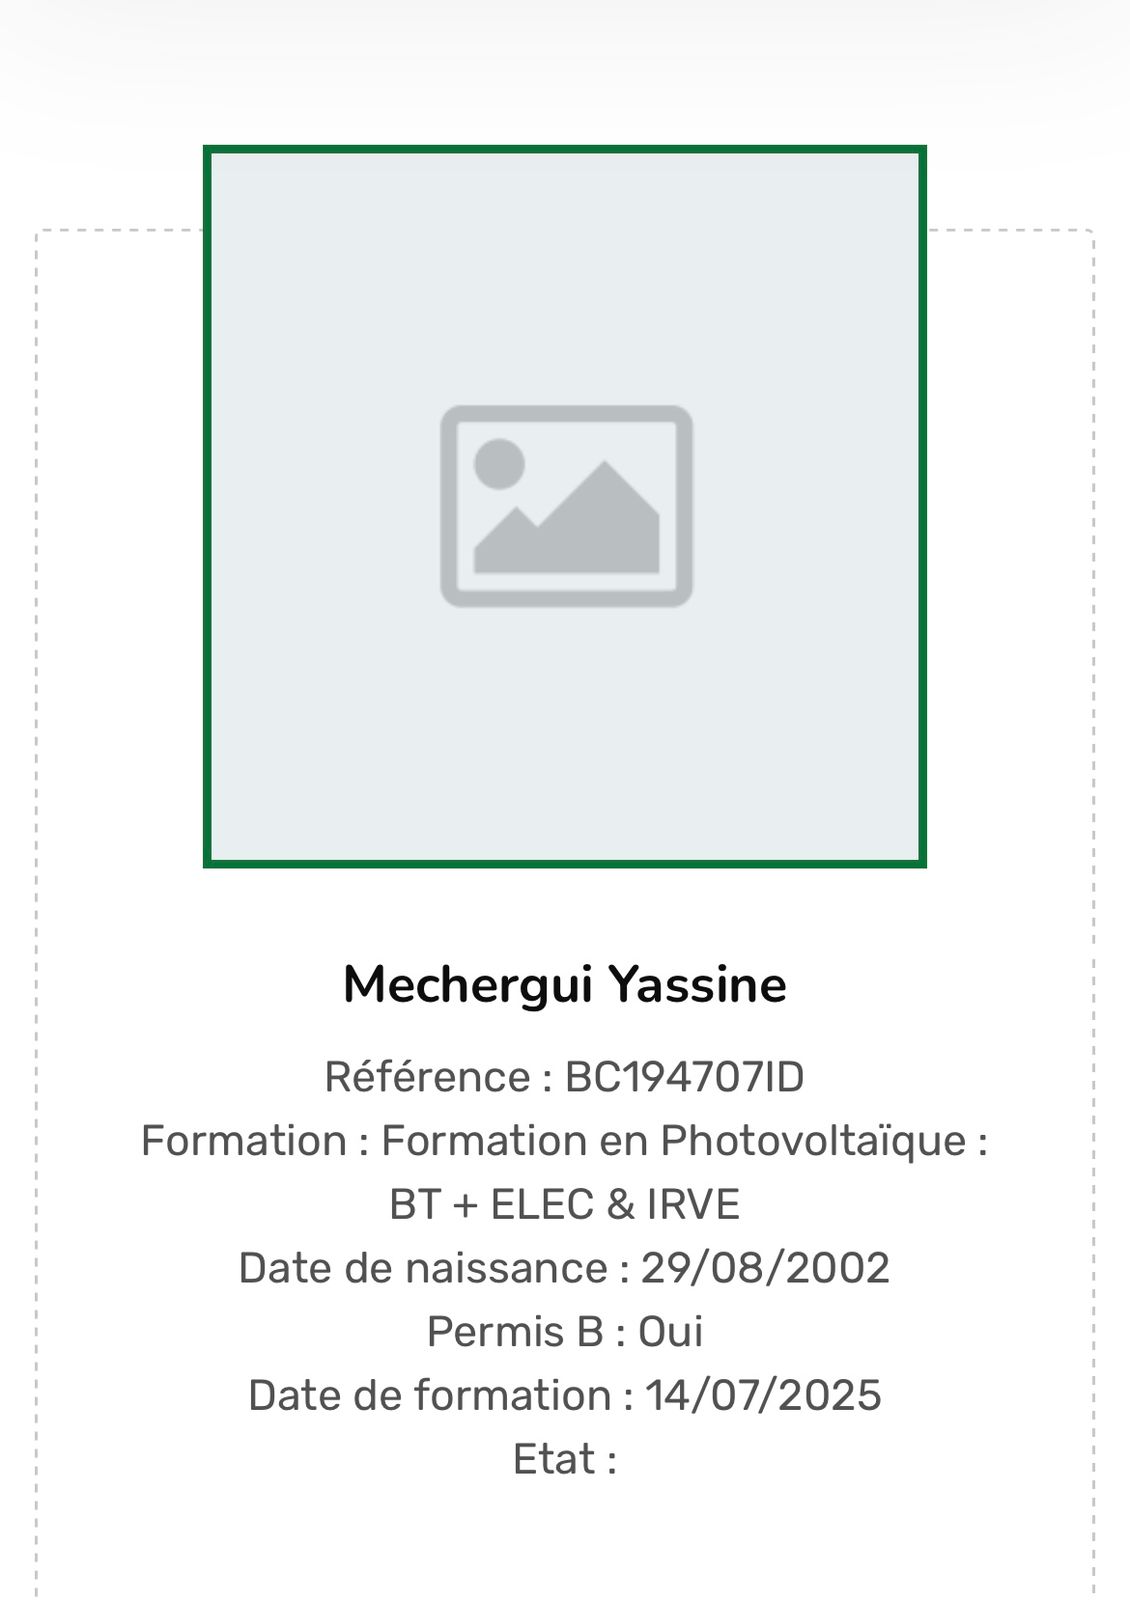 Mechergui Yassine
Référence : BC194707ID
Formation : Formation en Photovoltaïque :
BT + ELEC & IRVE
Date de naissance : 29/08/2002
Permis B : Oui
Date de formation : 14/07/2025
Etat :